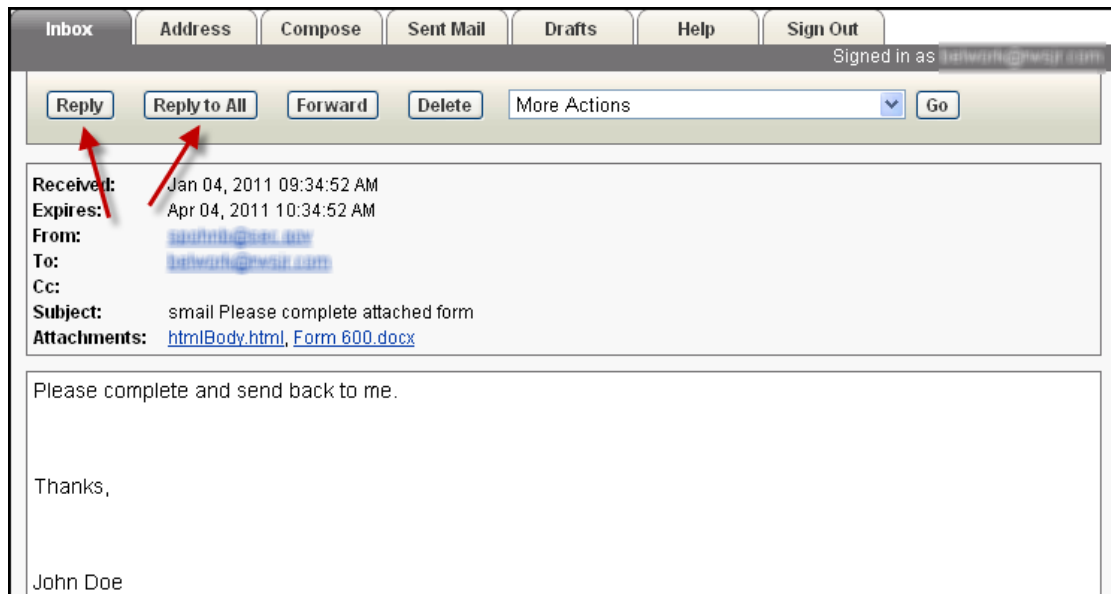 Inbox Address Compose Sent Mail Drafts Help Sign Out
Signed in as
Reply Reply to All Forward Delete More Actions Go
Received: Jan 04, 2011 09:34:52 AM
Expires: Apr 04, 2011 10:34:52 AM
From:
To:
Cc:
Subject: smail Please complete attached form
Attachments: htmlBody.html, Form 600.docx
Please complete and send back to me.
Thanks,
John Doe